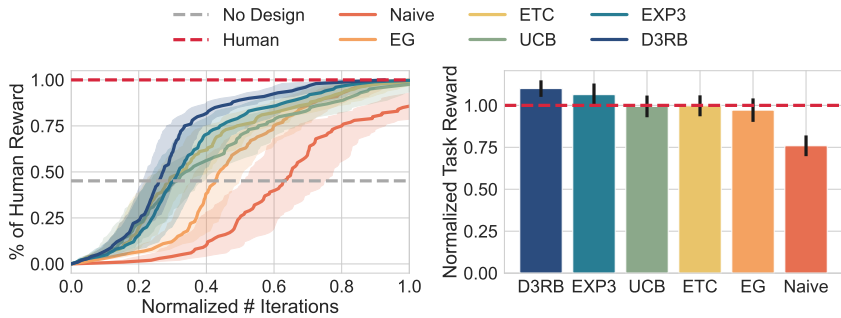 No Design Naive ETC EXP3
Human EG UCB D3RB
% of Human Reward
1.00
0.75
0.50
0.25
0.00
0.0 0.2 0.4 0.6 0.8 1.0
Normalized # Iterations
Normalized Task Reward
1.00
0.75
0.50
0.25
0.00
D3RB EXP3 UCB ETC EG Naive